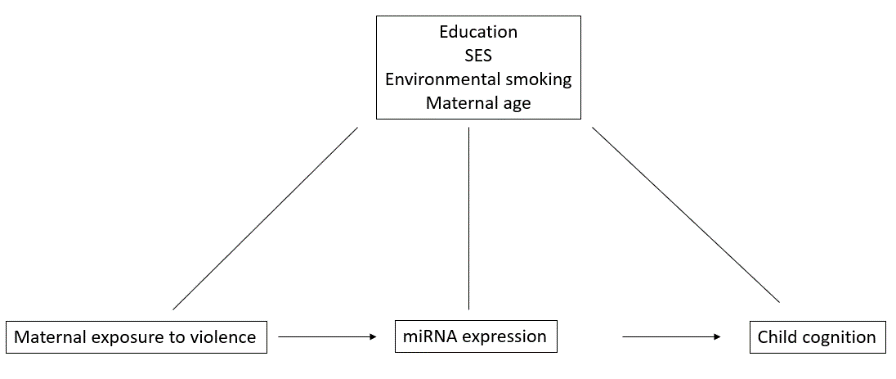 Education
SES
Environmental smoking
Maternal age
Maternal exposure to violence
miRNA expression
Child cognition